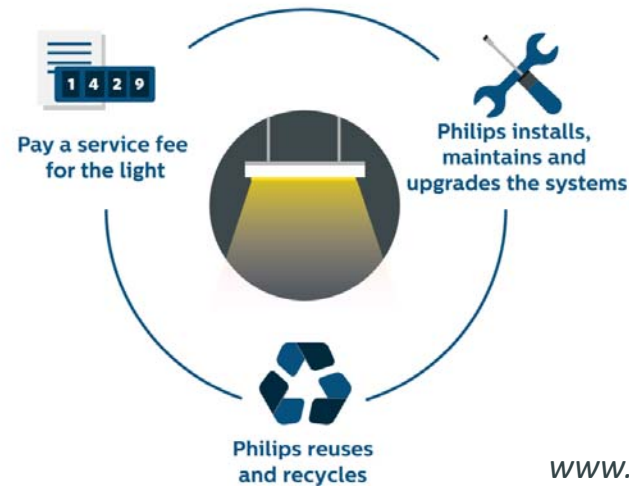 1 4 2 9
Pay a service fee
for the light
Philips installs,
maintains and
upgrades the systems
Philips reuses
and recycles
www.